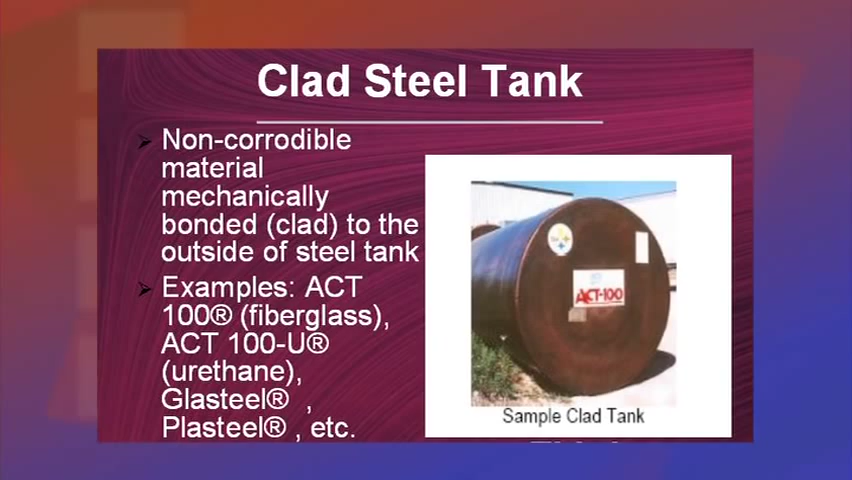 Clad Steel Tank
Non-corrodible
material
mechanically
bonded (clad) to the
outside of steel tank
Examples: ACT
100® (fiberglass),
ACT 100-U®
(urethane),
Glasteel® ,
Plasteel® , etc.
ACT-100
Sample Clad Tank